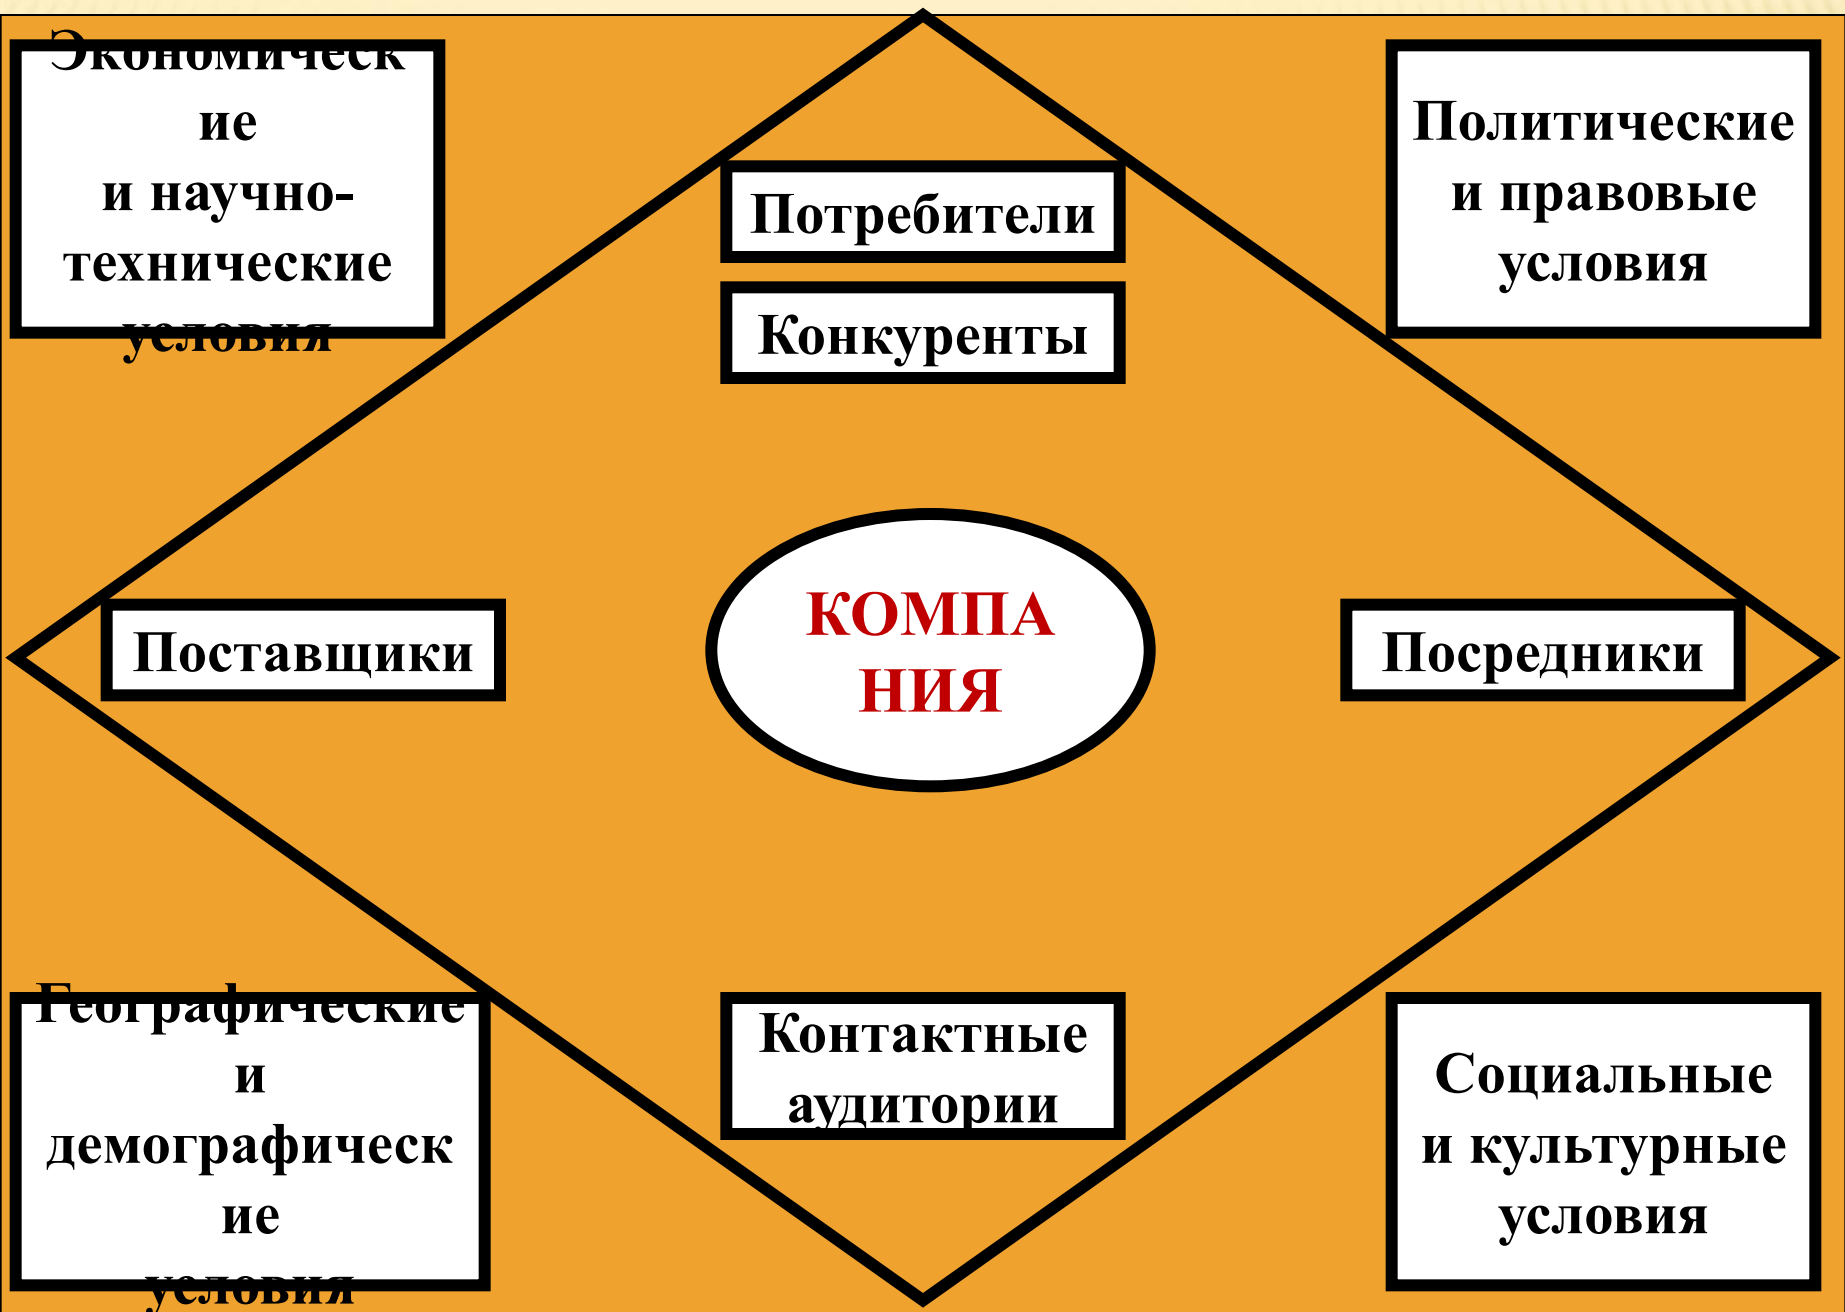 Экономическ
ие
и научно-
технические
условия
Политические
и правовые
условия
Потребители
Конкуренты
Поставщики
КОМПА
НИЯ
Посредники
Географические
и
демографическ
ие
условия
Контактные
аудитории
Социальные
и культурные
условия